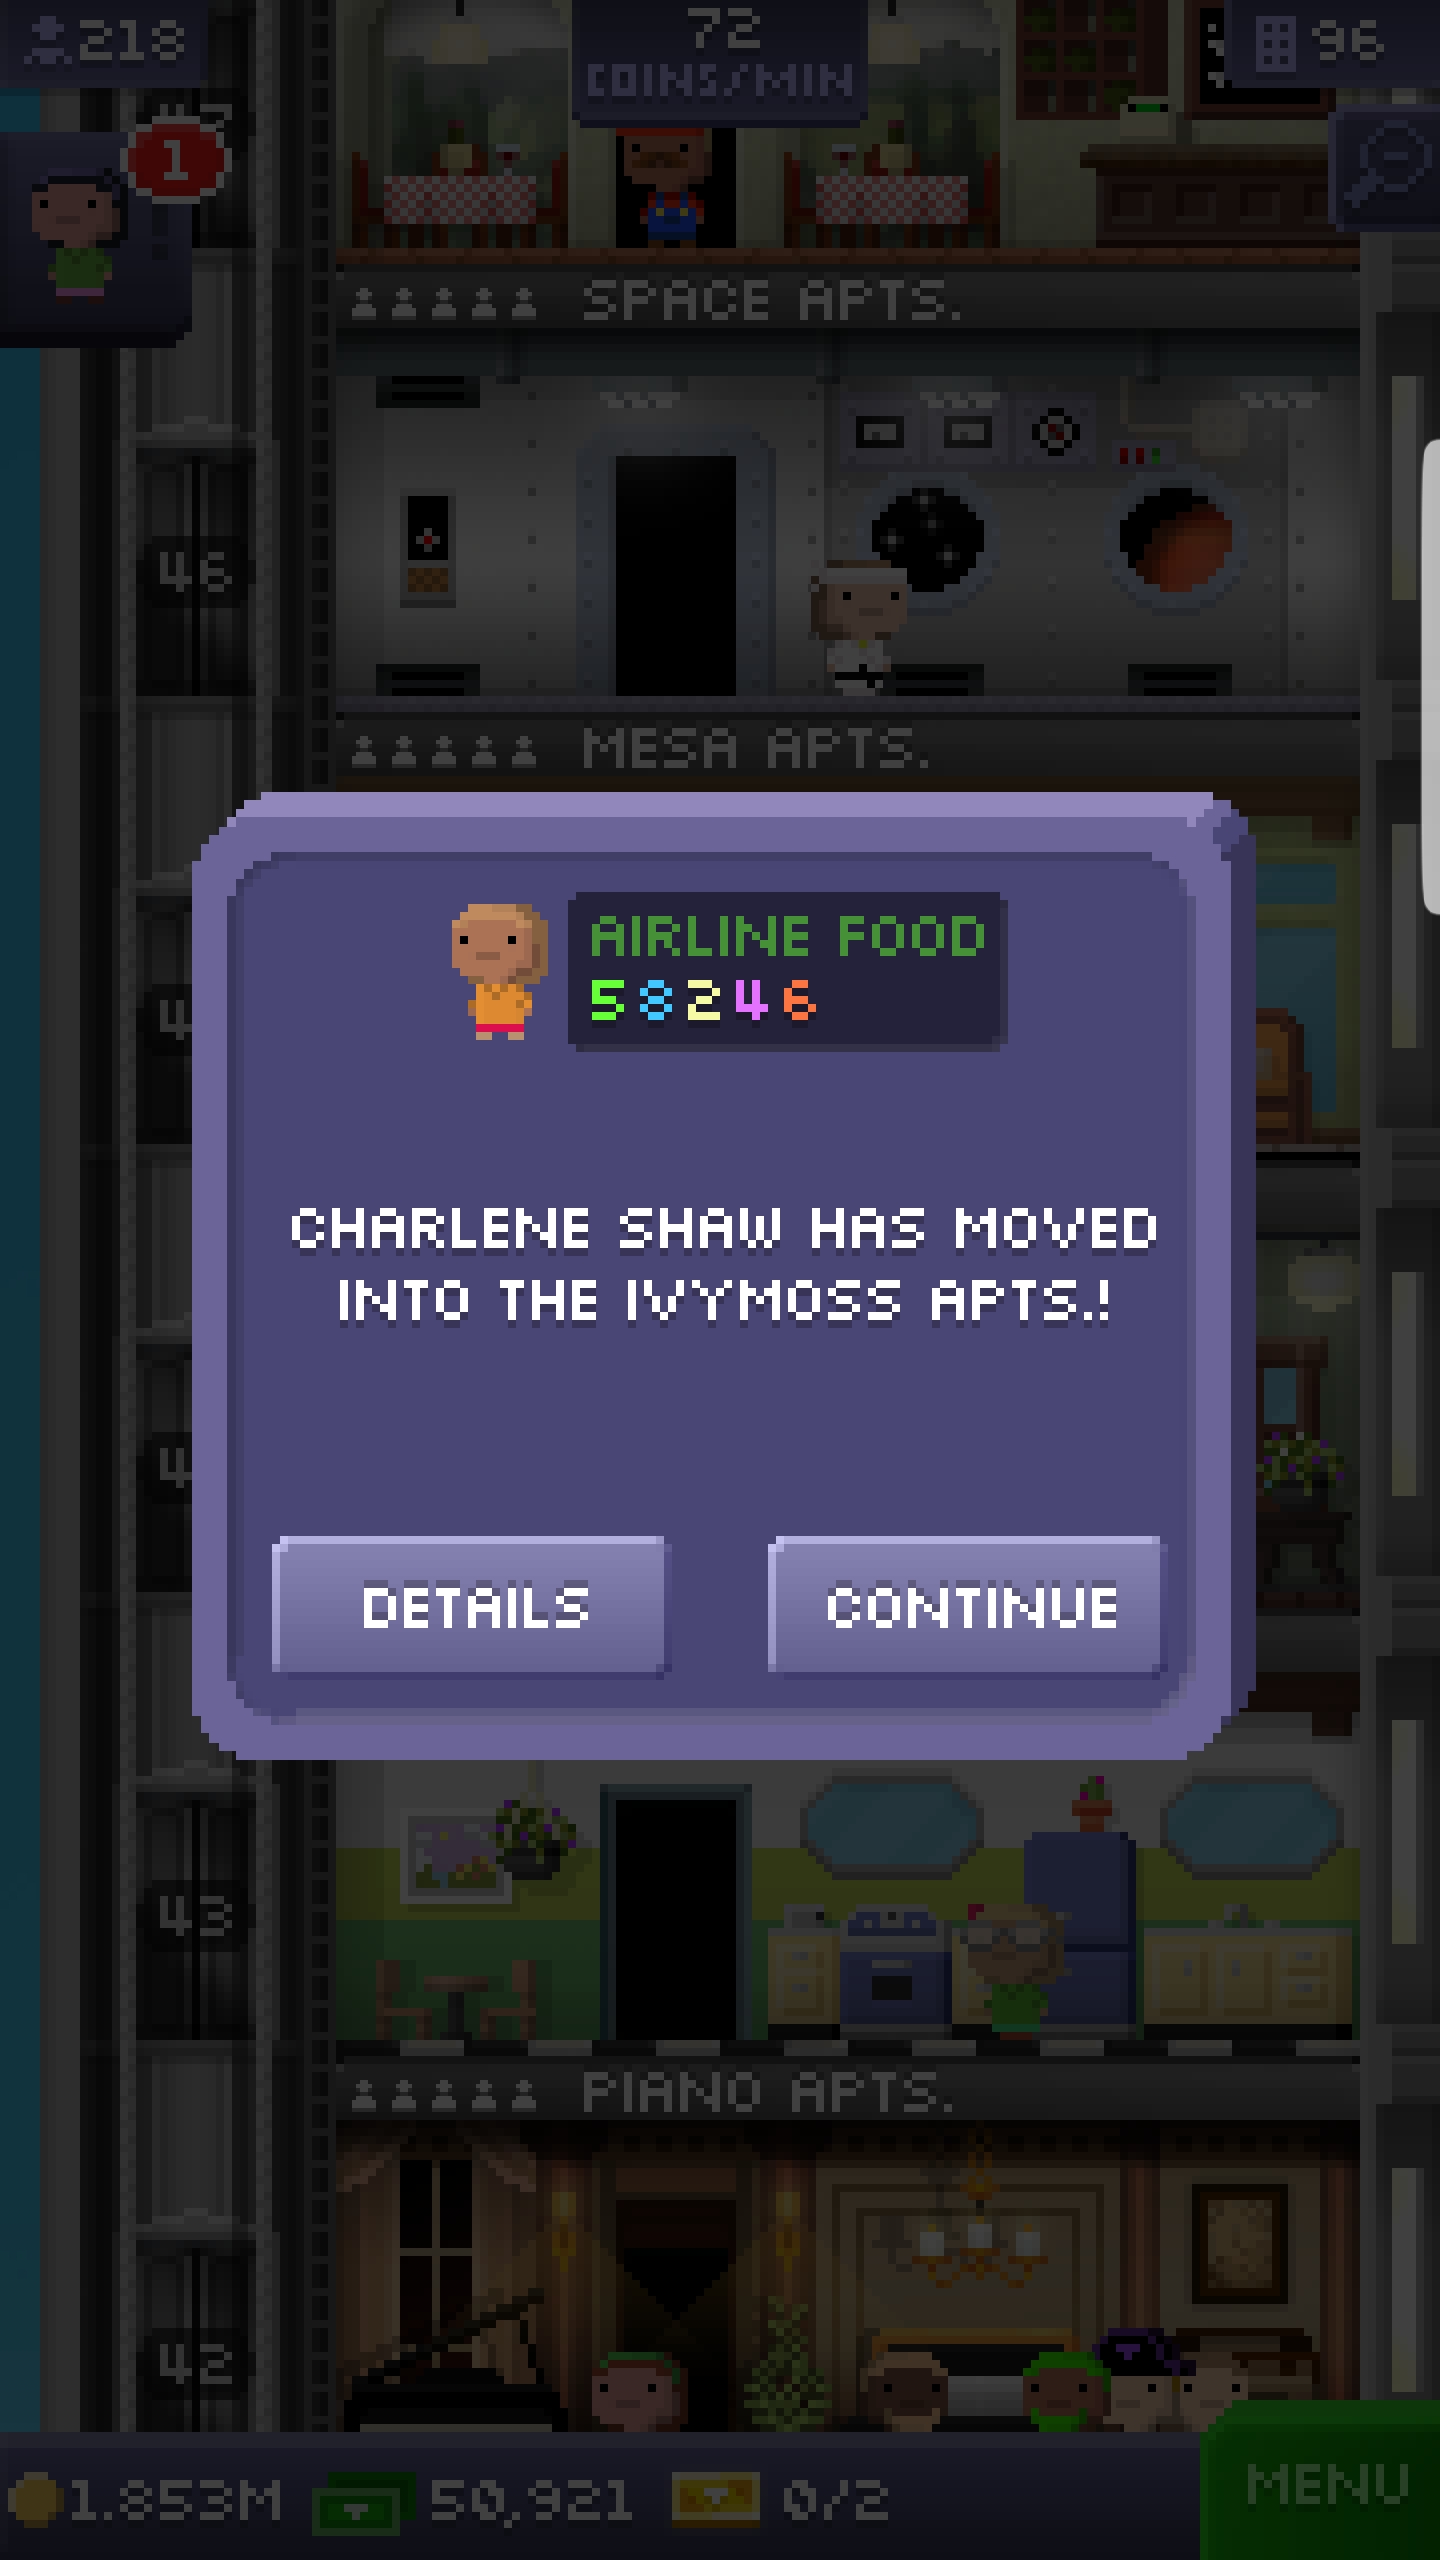 218
72
COINS/MIN
96
1
SPACE APTS.
46
MESA APTS.
AIRLINE FOOD
5 8 2 4 6
CHARLENE SHAW HAS MOVED
INTO THE IVYMOSS APTS.!
DETAILS
CONTINUE
43
PIANO APTS.
42
1.853M
50,921
0/2
MENU